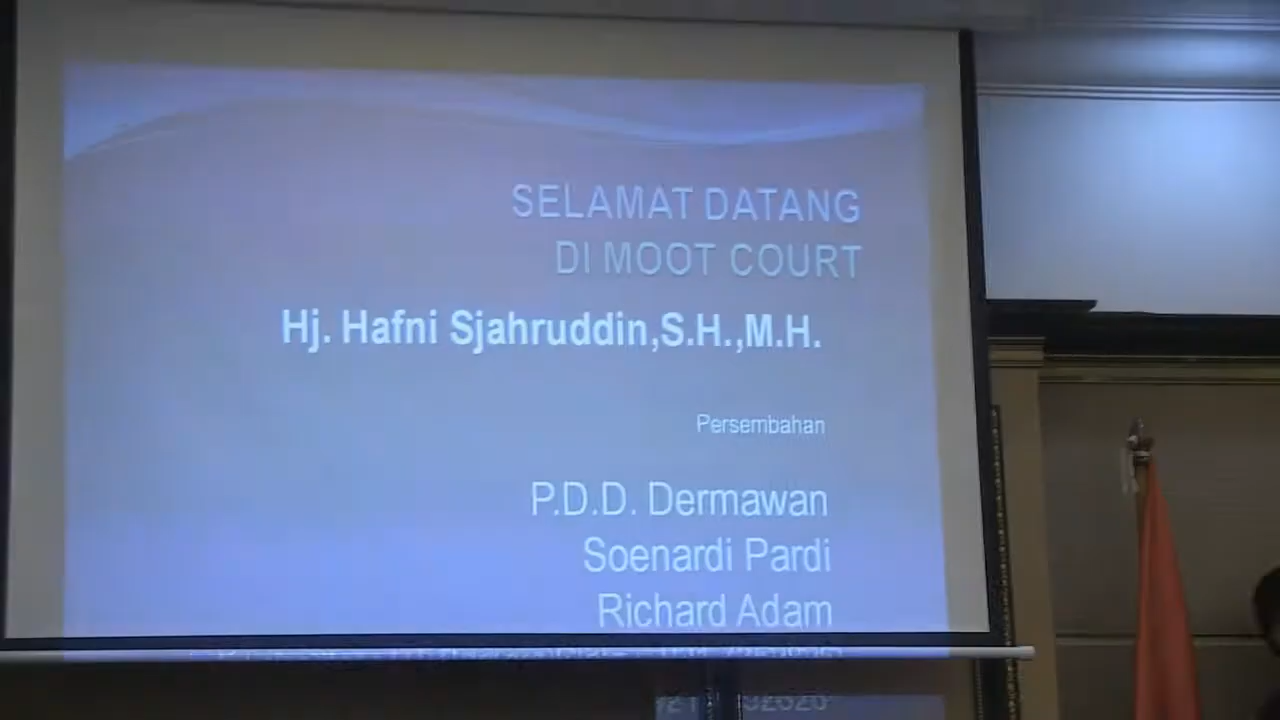 SELAMAT DATANG
DI MOOT COURT
Hj. Hafni Sjahruddin,S.H.,M.H.
Persembahan
P.D.D. Dermawan
Soenardi Pardi
Richard Adam